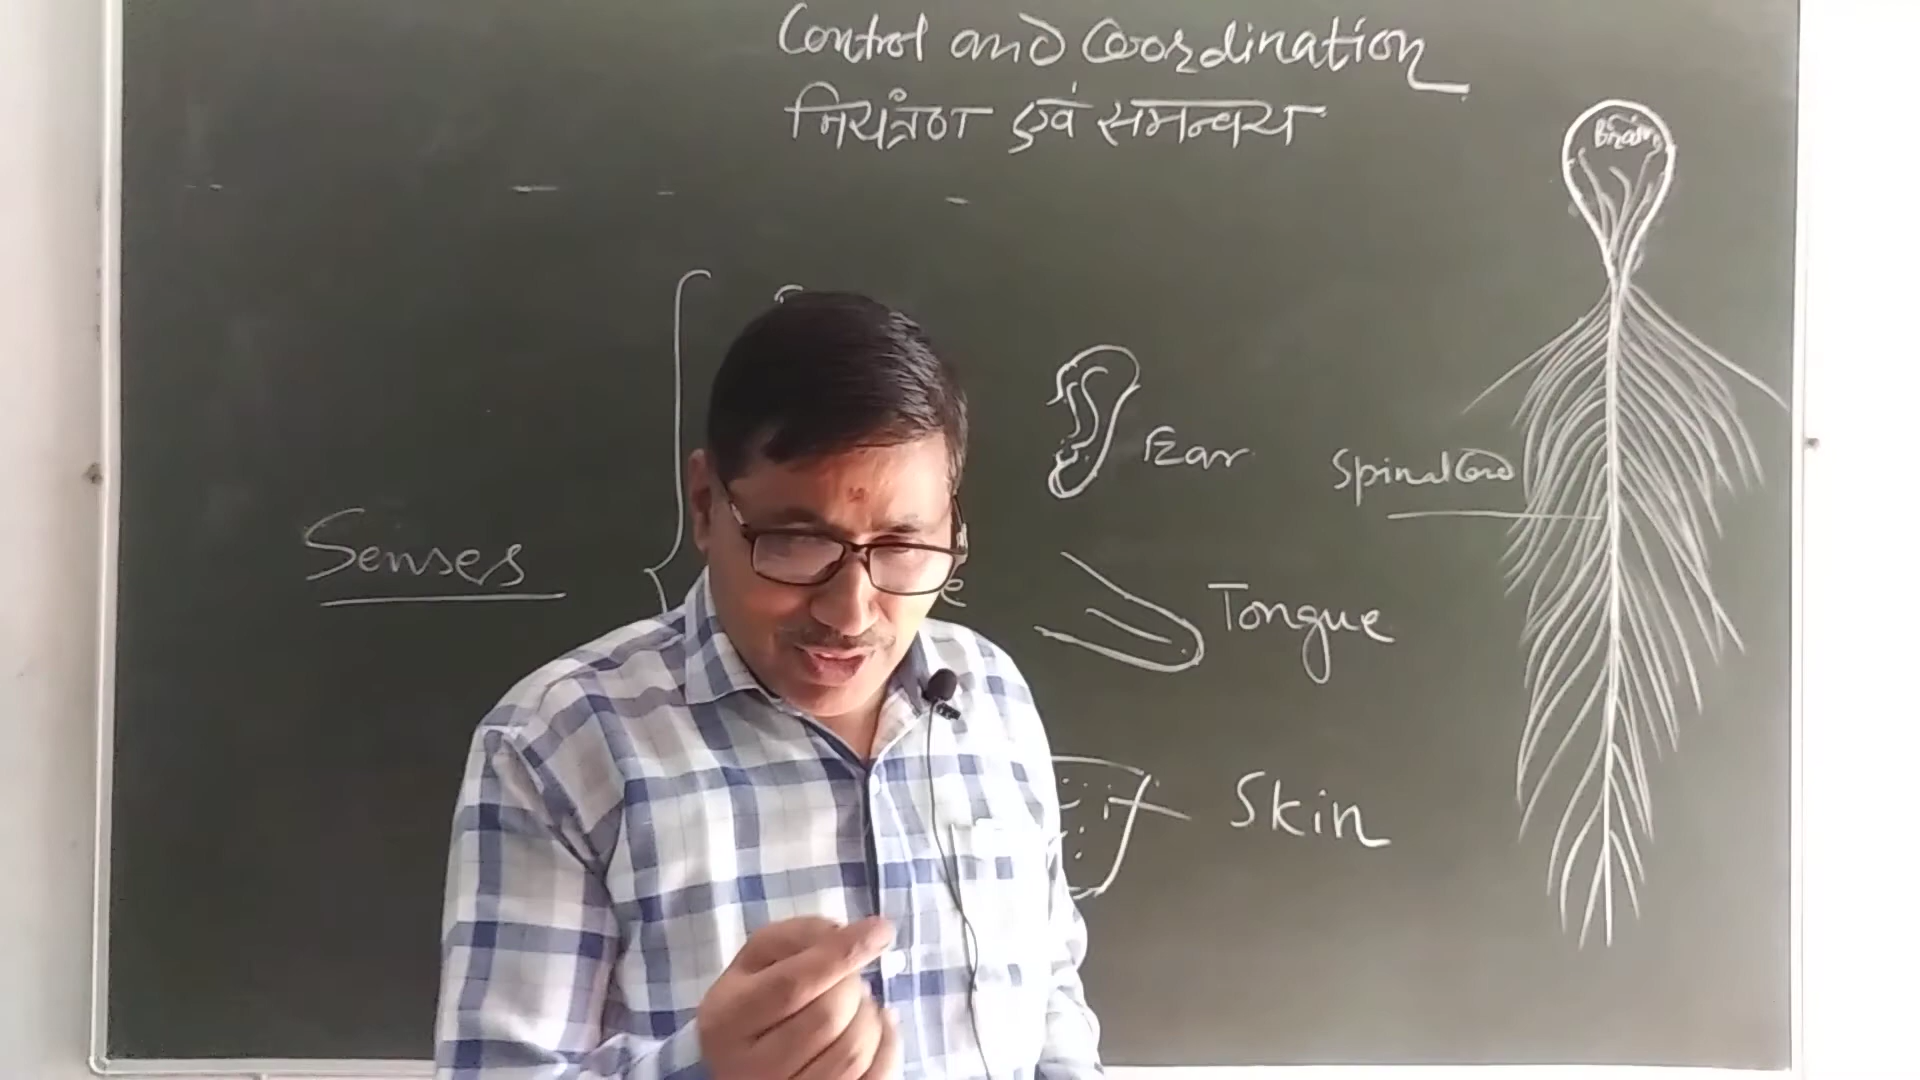 Control and Coordination
नियंत्रण एवं समन्वय
Brain
Ear
Spinal Cord
Senses
Tongue
Skin